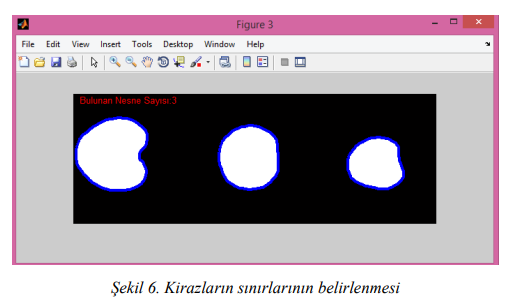 Figure 3
File Edit View Insert Tools Desktop Window Help
Bulunan Nesne Sayısı:3
Şekil 6. Kirazların sınırlarının belirlenmesi